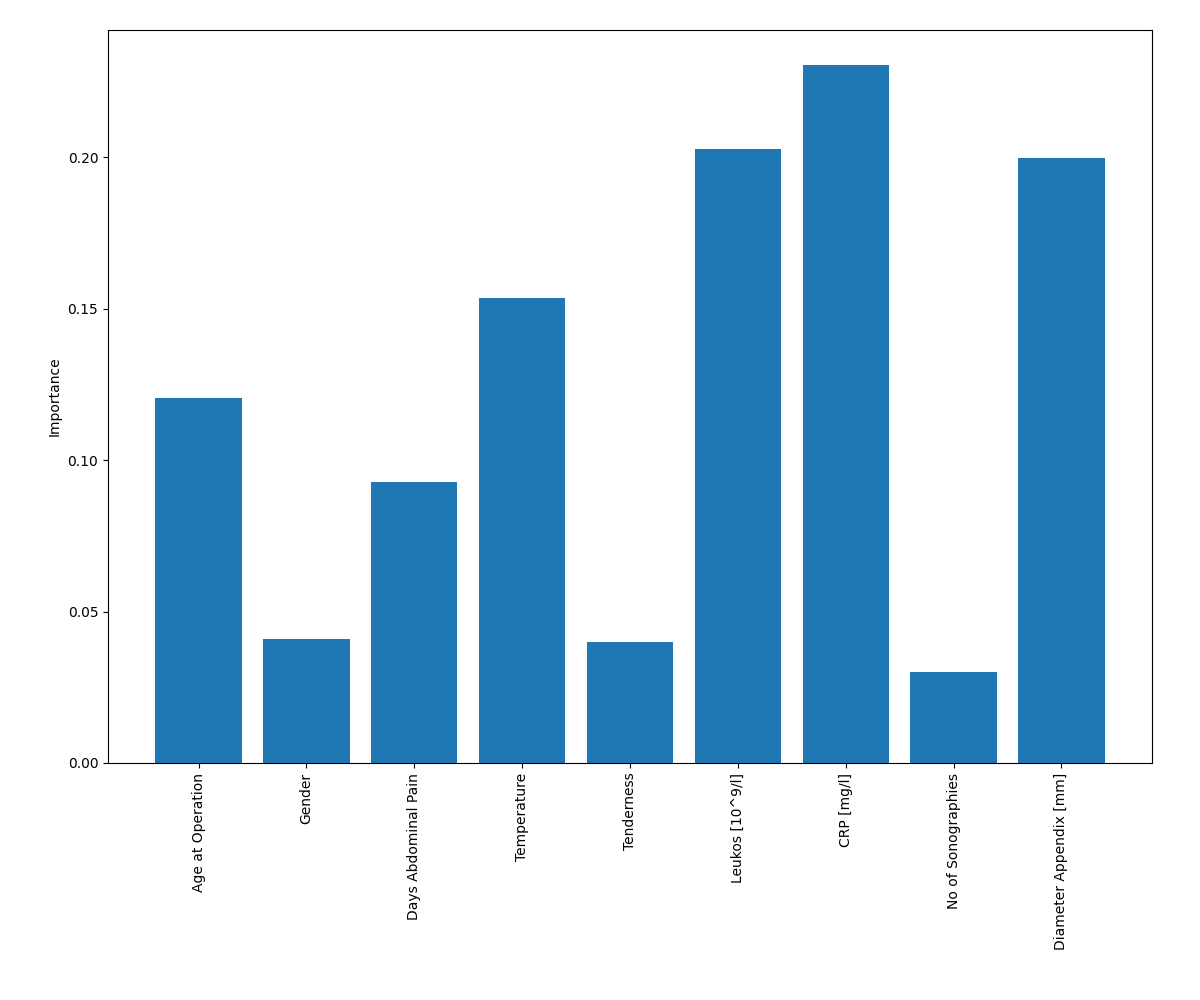 Importance
0.20
0.15
0.10
0.05
0.00
Age at Operation
Gender
Days Abdominal Pain
Temperature
Tenderness
Leukos [10^9/l]
CRP [mg/l]
No of Sonographies
Diameter Appendix [mm]